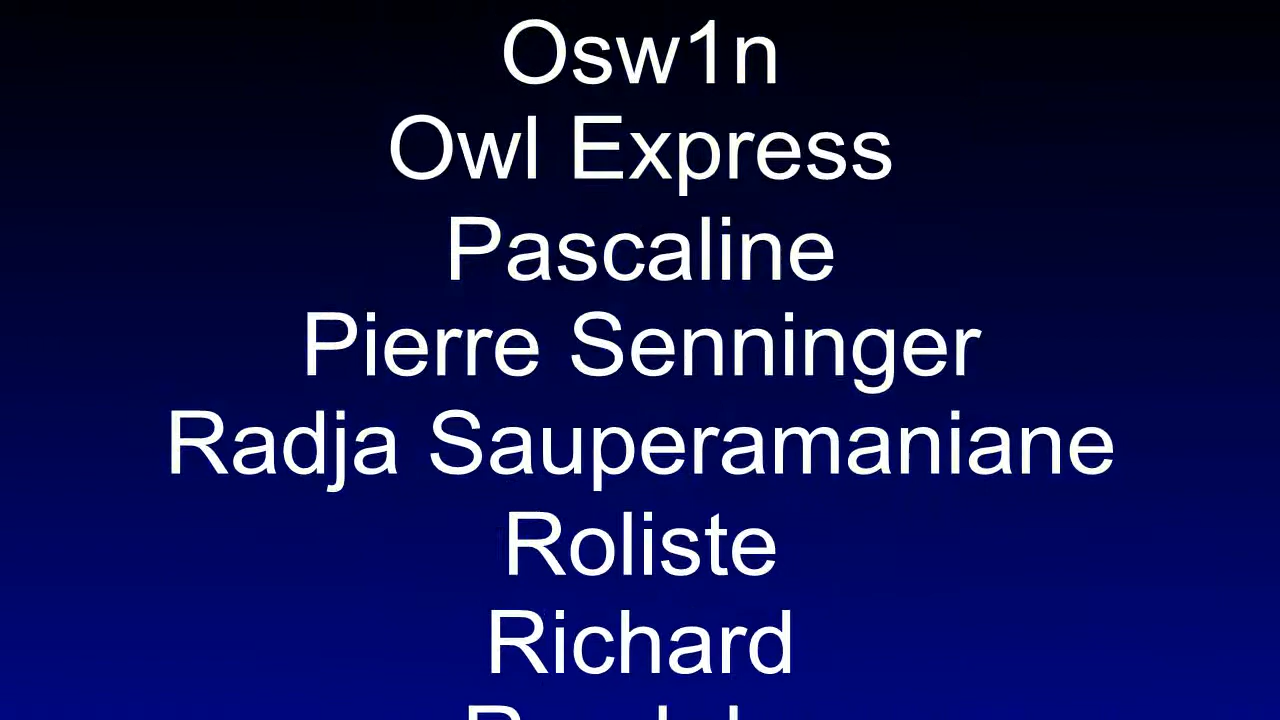 Osw1n
Owl Express
Pascaline
Pierre Senninger
Radja Sauperamaniane
Roliste
Richard